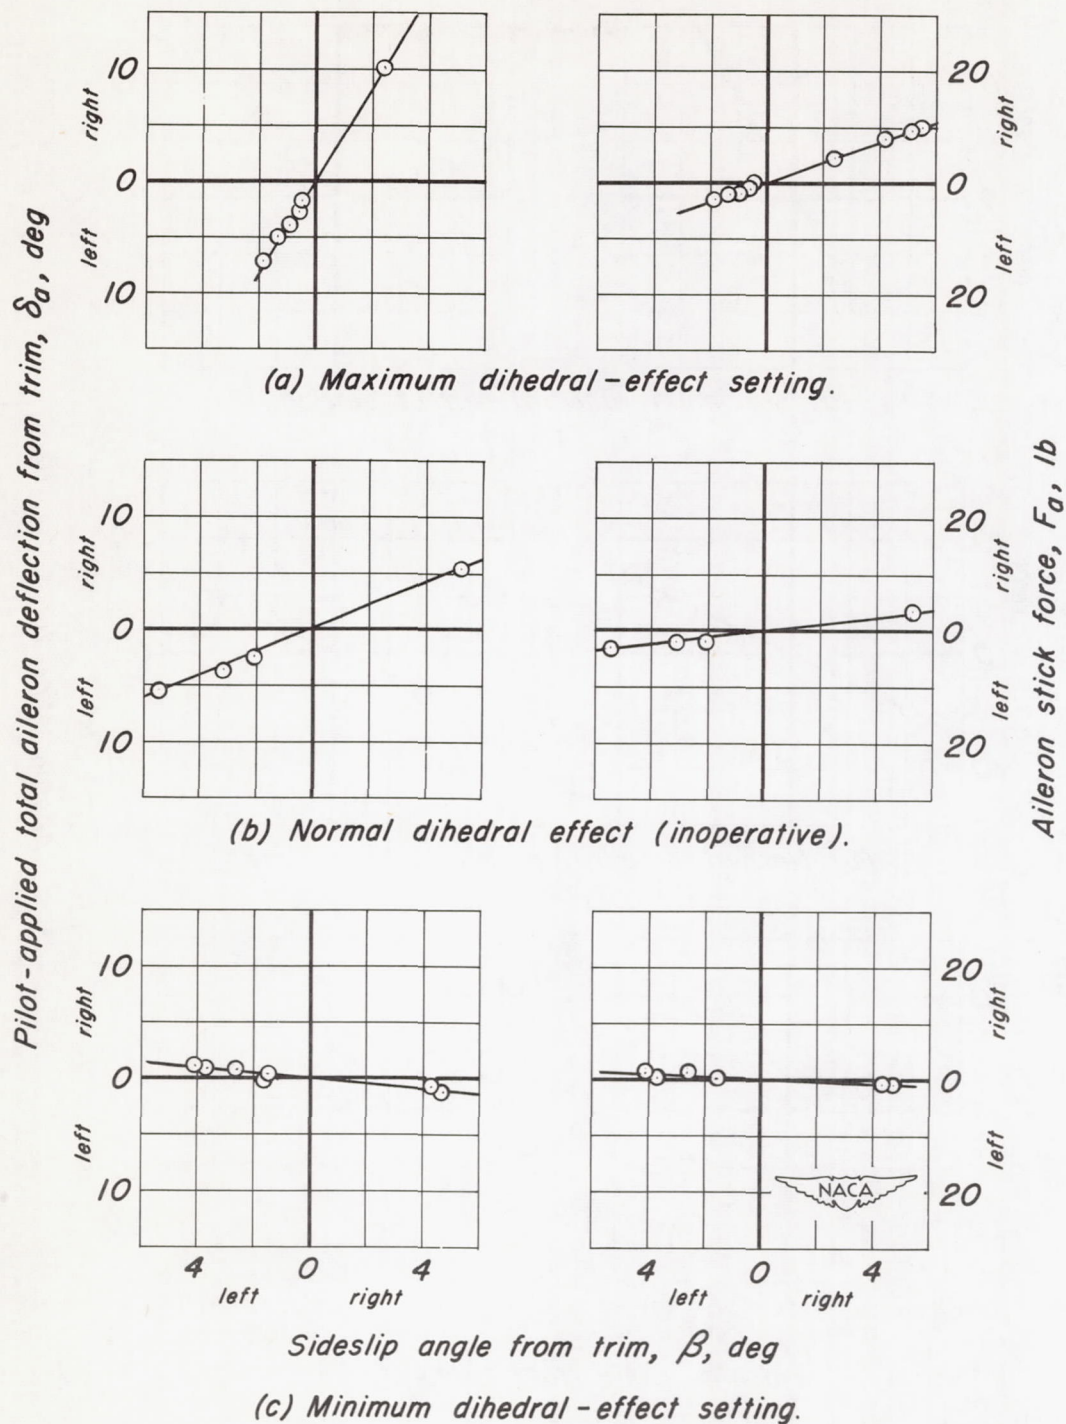 Pilot-applied total aileron deflection from trim, δa, deg
right
left
10
0
10
20
0
20
right
left
(a) Maximum dihedral-effect setting.
right
left
10
0
10
20
0
20
right
left
Aileron stick force, Fa, lb
(b) Normal dihedral effect (inoperative).
right
left
10
0
10
20
0
20
right
left
NACA
4 0 4
left right
4 0 4
left right
Sideslip angle from trim, β, deg
(c) Minimum dihedral-effect setting.